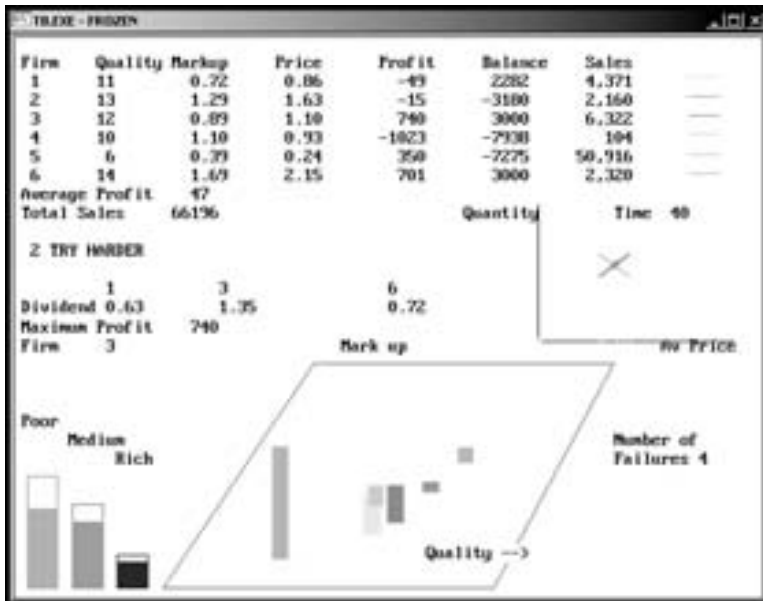 TILEXE - FROZEN
Firm Quality Markup Price Profit Balance Sales
1 11 0.72 0.86 -49 2282 4,371
2 13 1.29 1.63 -15 -3180 2,160
3 12 0.89 1.10 740 3000 6,322
4 10 1.10 0.93 -1023 -7938 104
5 6 0.39 0.24 350 -7275 50,916
6 14 1.69 2.15 701 3000 2,320
Average Profit 47
Total Sales 66196 Quantity Time 40
2 TRY HARDER
1 3 6
Dividend 0.63 1.35 0.72
Maximum Profit 740
Firm 3 Mark up Av Price
Poor
Medium
Rich
Number of
Failures 4
Quality -->